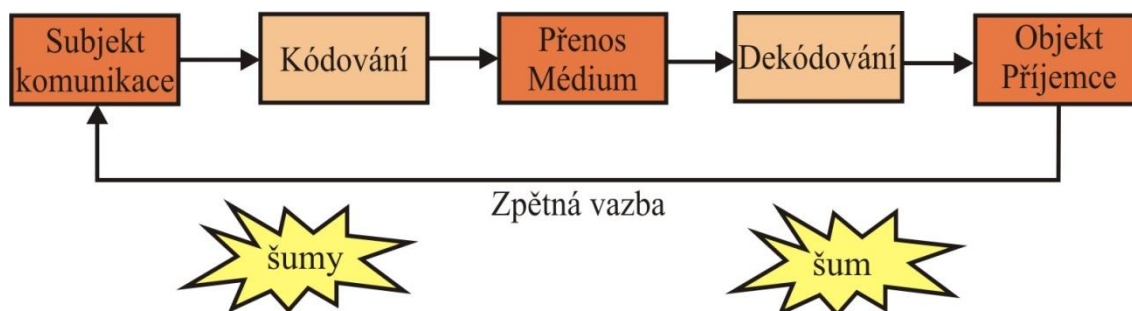 Subjekt
komunikace
Kódování
Přenos
Médium
Dekódování
Objekt
Příjemce
Zpětná vazba
šumy
šum